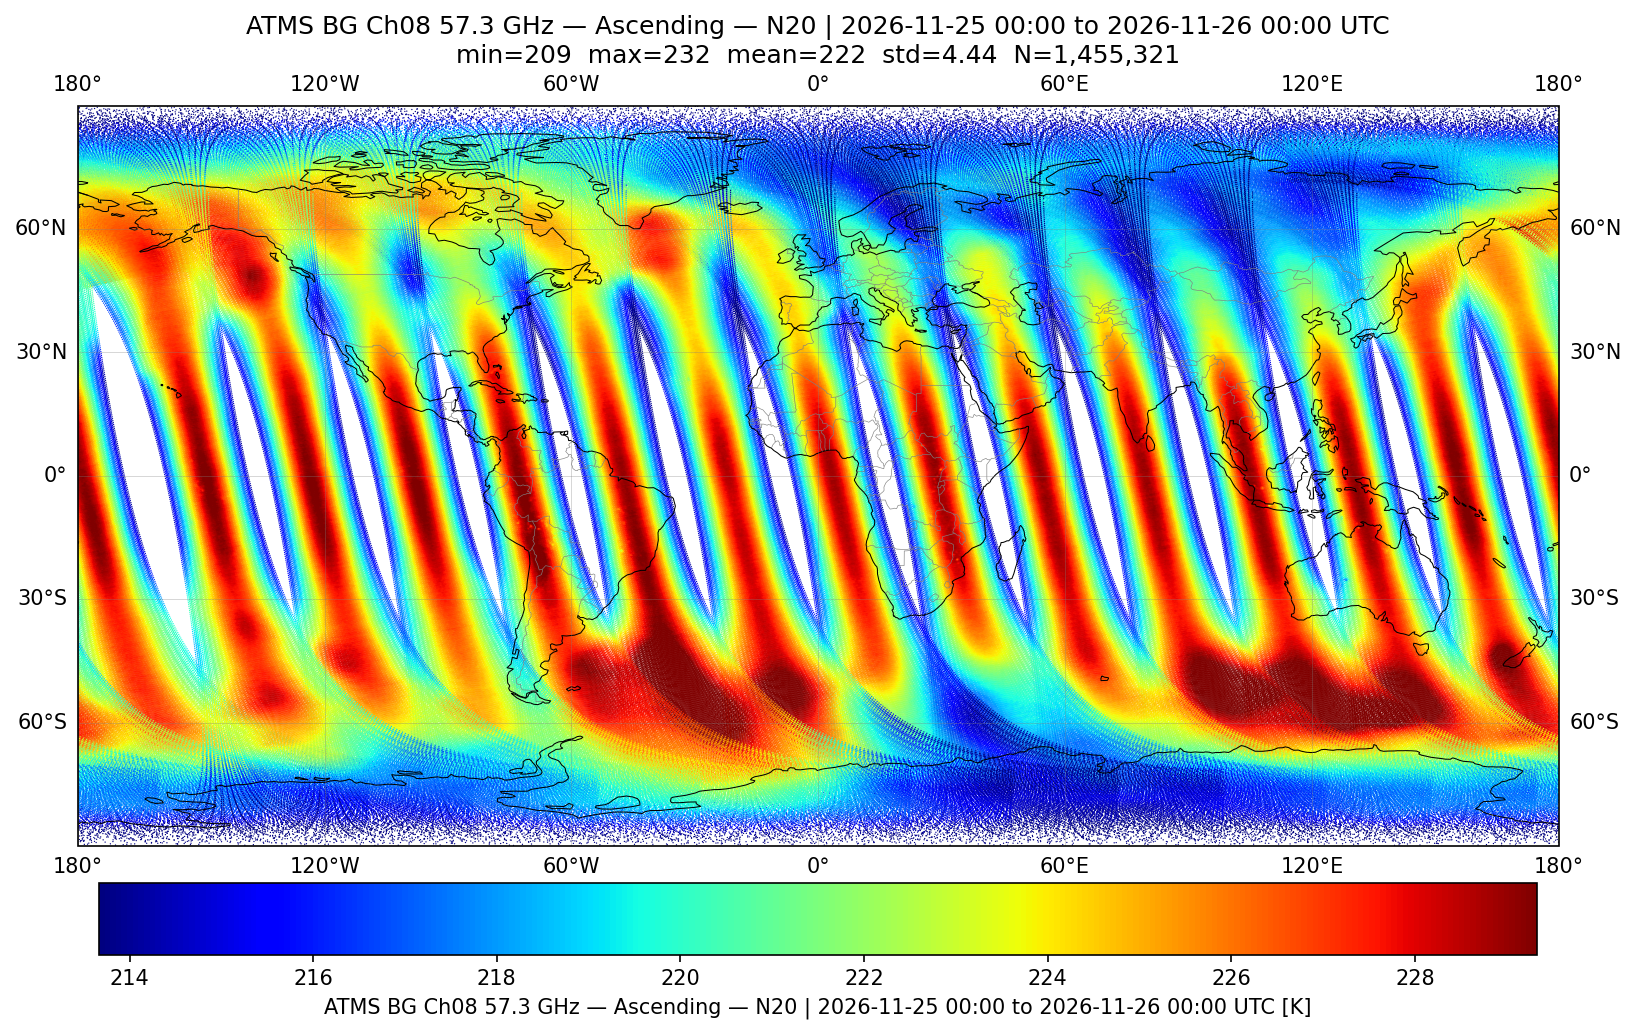 ATMS BG Ch08 57.3 GHz — Ascending — N20 | 2026-11-25 00:00 to 2026-11-26 00:00 UTC
min=209 max=232 mean=222 std=4.44 N=1,455,321
180° 120°W 60°W 0° 60°E 120°E 180°
60°N 60°N
30°N 30°N
0° 0°
30°S 30°S
60°S 60°S
180° 120°W 60°W 0° 60°E 120°E 180°
214 216 218 220 222 224 226 228
ATMS BG Ch08 57.3 GHz — Ascending — N20 | 2026-11-25 00:00 to 2026-11-26 00:00 UTC [K]